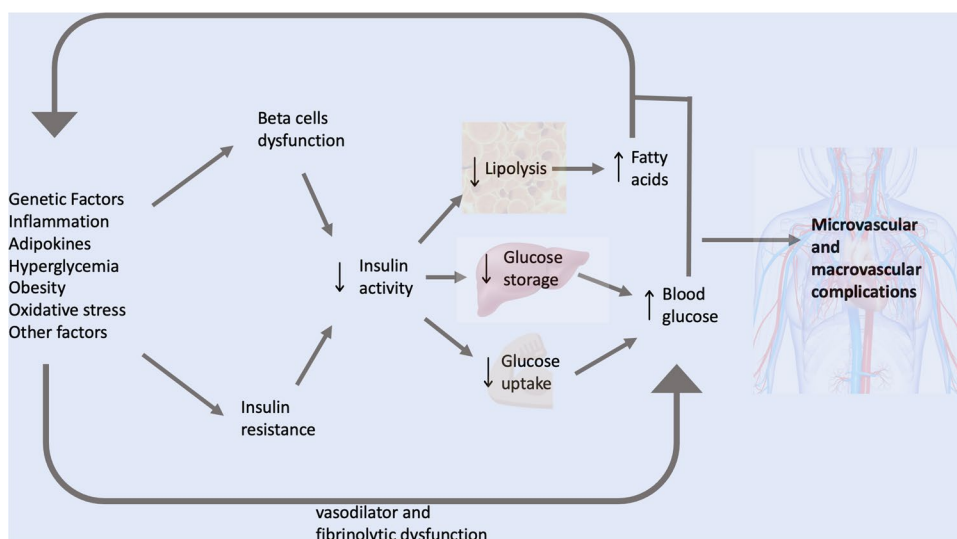 Beta cells
dysfunction
↓ Lipolysis
↑ Fatty
acids
Genetic Factors
Inflammation
Adipokines
Hyperglycemia
Obesity
Oxidative stress
Other factors
↓ Insulin
activity
↓ Glucose
storage
↑ Blood
glucose
Microvascular
and
macrovascular
complications
↓ Glucose
uptake
Insulin
resistance
vasodilator and
fibrinolytic dysfunction